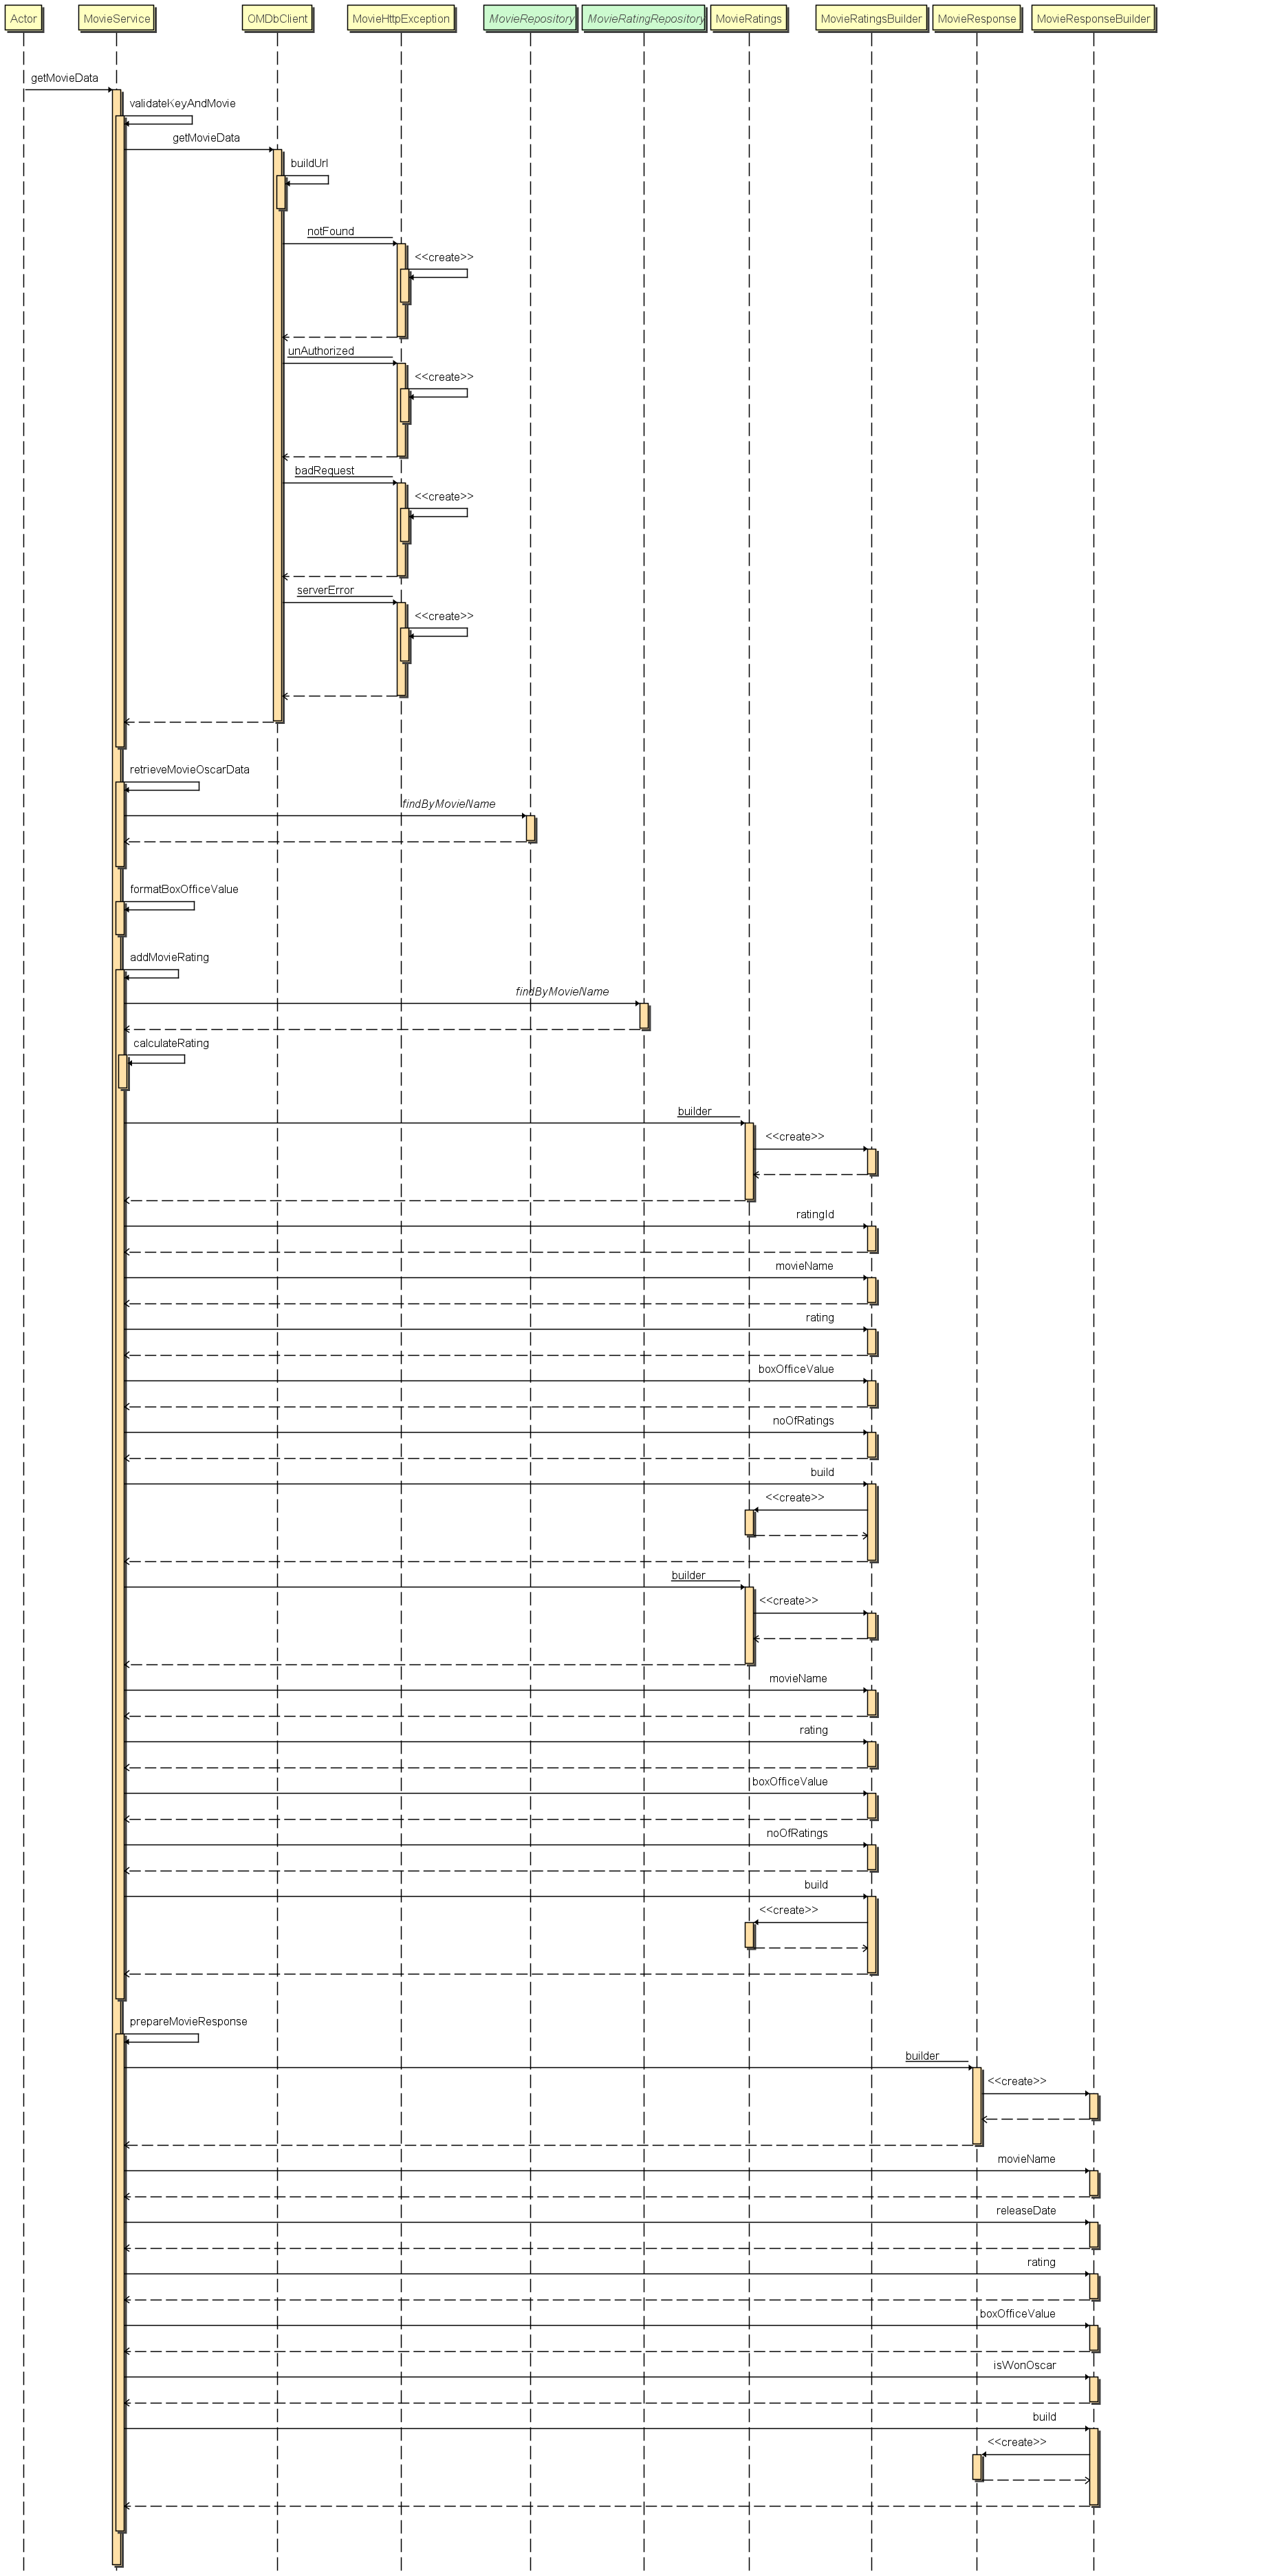 Actor
MovieService
OMDbClient
MovieHttpException
MovieRepository
MovieRatingRepository
MovieRatings
MovieRatingsBuilder
MovieResponse
MovieResponseBuilder
getMovieData
validateKeyAndMovie
getMovieData
buildUrl
notFound
<<create>>
unAuthorized
<<create>>
badRequest
<<create>>
serverError
<<create>>
retrieveMovieOscarData
findByMovieName
formatBoxOfficeValue
addMovieRating
findByMovieName
calculateRating
builder
<<create>>
ratingId
movieName
rating
boxOfficeValue
noOfRatings
build
<<create>>
builder
<<create>>
movieName
rating
boxOfficeValue
noOfRatings
build
<<create>>
prepareMovieResponse
builder
<<create>>
movieName
releaseDate
rating
boxOfficeValue
isWonOscar
build
<<create>>